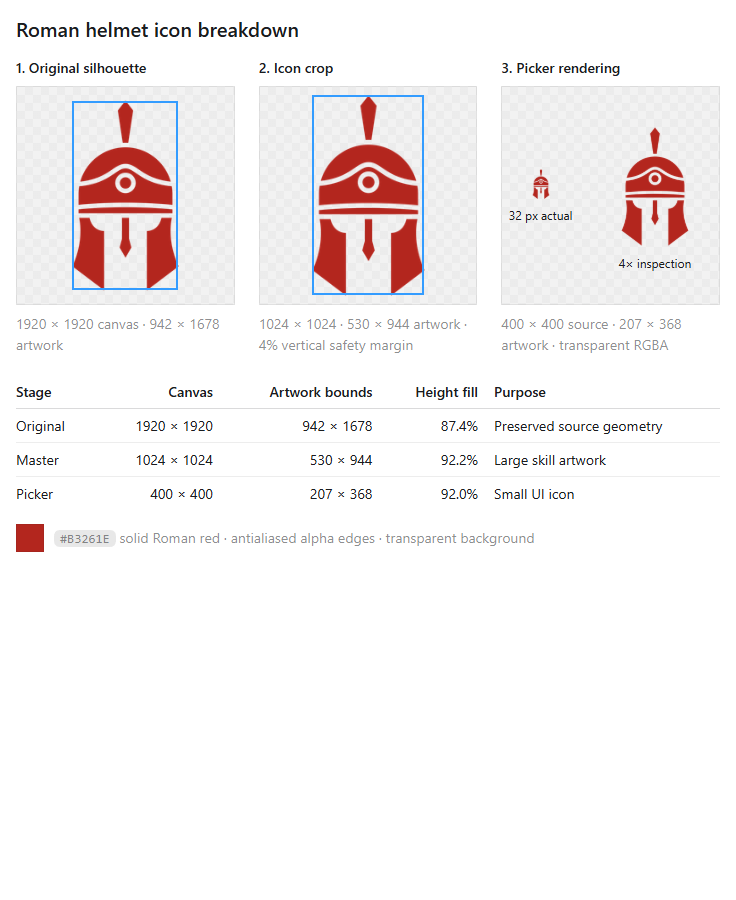 Roman helmet icon breakdown
1. Original silhouette
2. Icon crop
3. Picker rendering
32 px actual
4× inspection
1920 × 1920 canvas · 942 × 1678
artwork
1024 × 1024 · 530 × 944 artwork ·
4% vertical safety margin
400 × 400 source · 207 × 368
artwork · transparent RGBA
Stage Canvas Artwork bounds Height fill Purpose
Original 1920 × 1920 942 × 1678 87.4% Preserved source geometry
Master 1024 × 1024 530 × 944 92.2% Large skill artwork
Picker 400 × 400 207 × 368 92.0% Small UI icon
#B3261E solid Roman red · antialiased alpha edges · transparent background